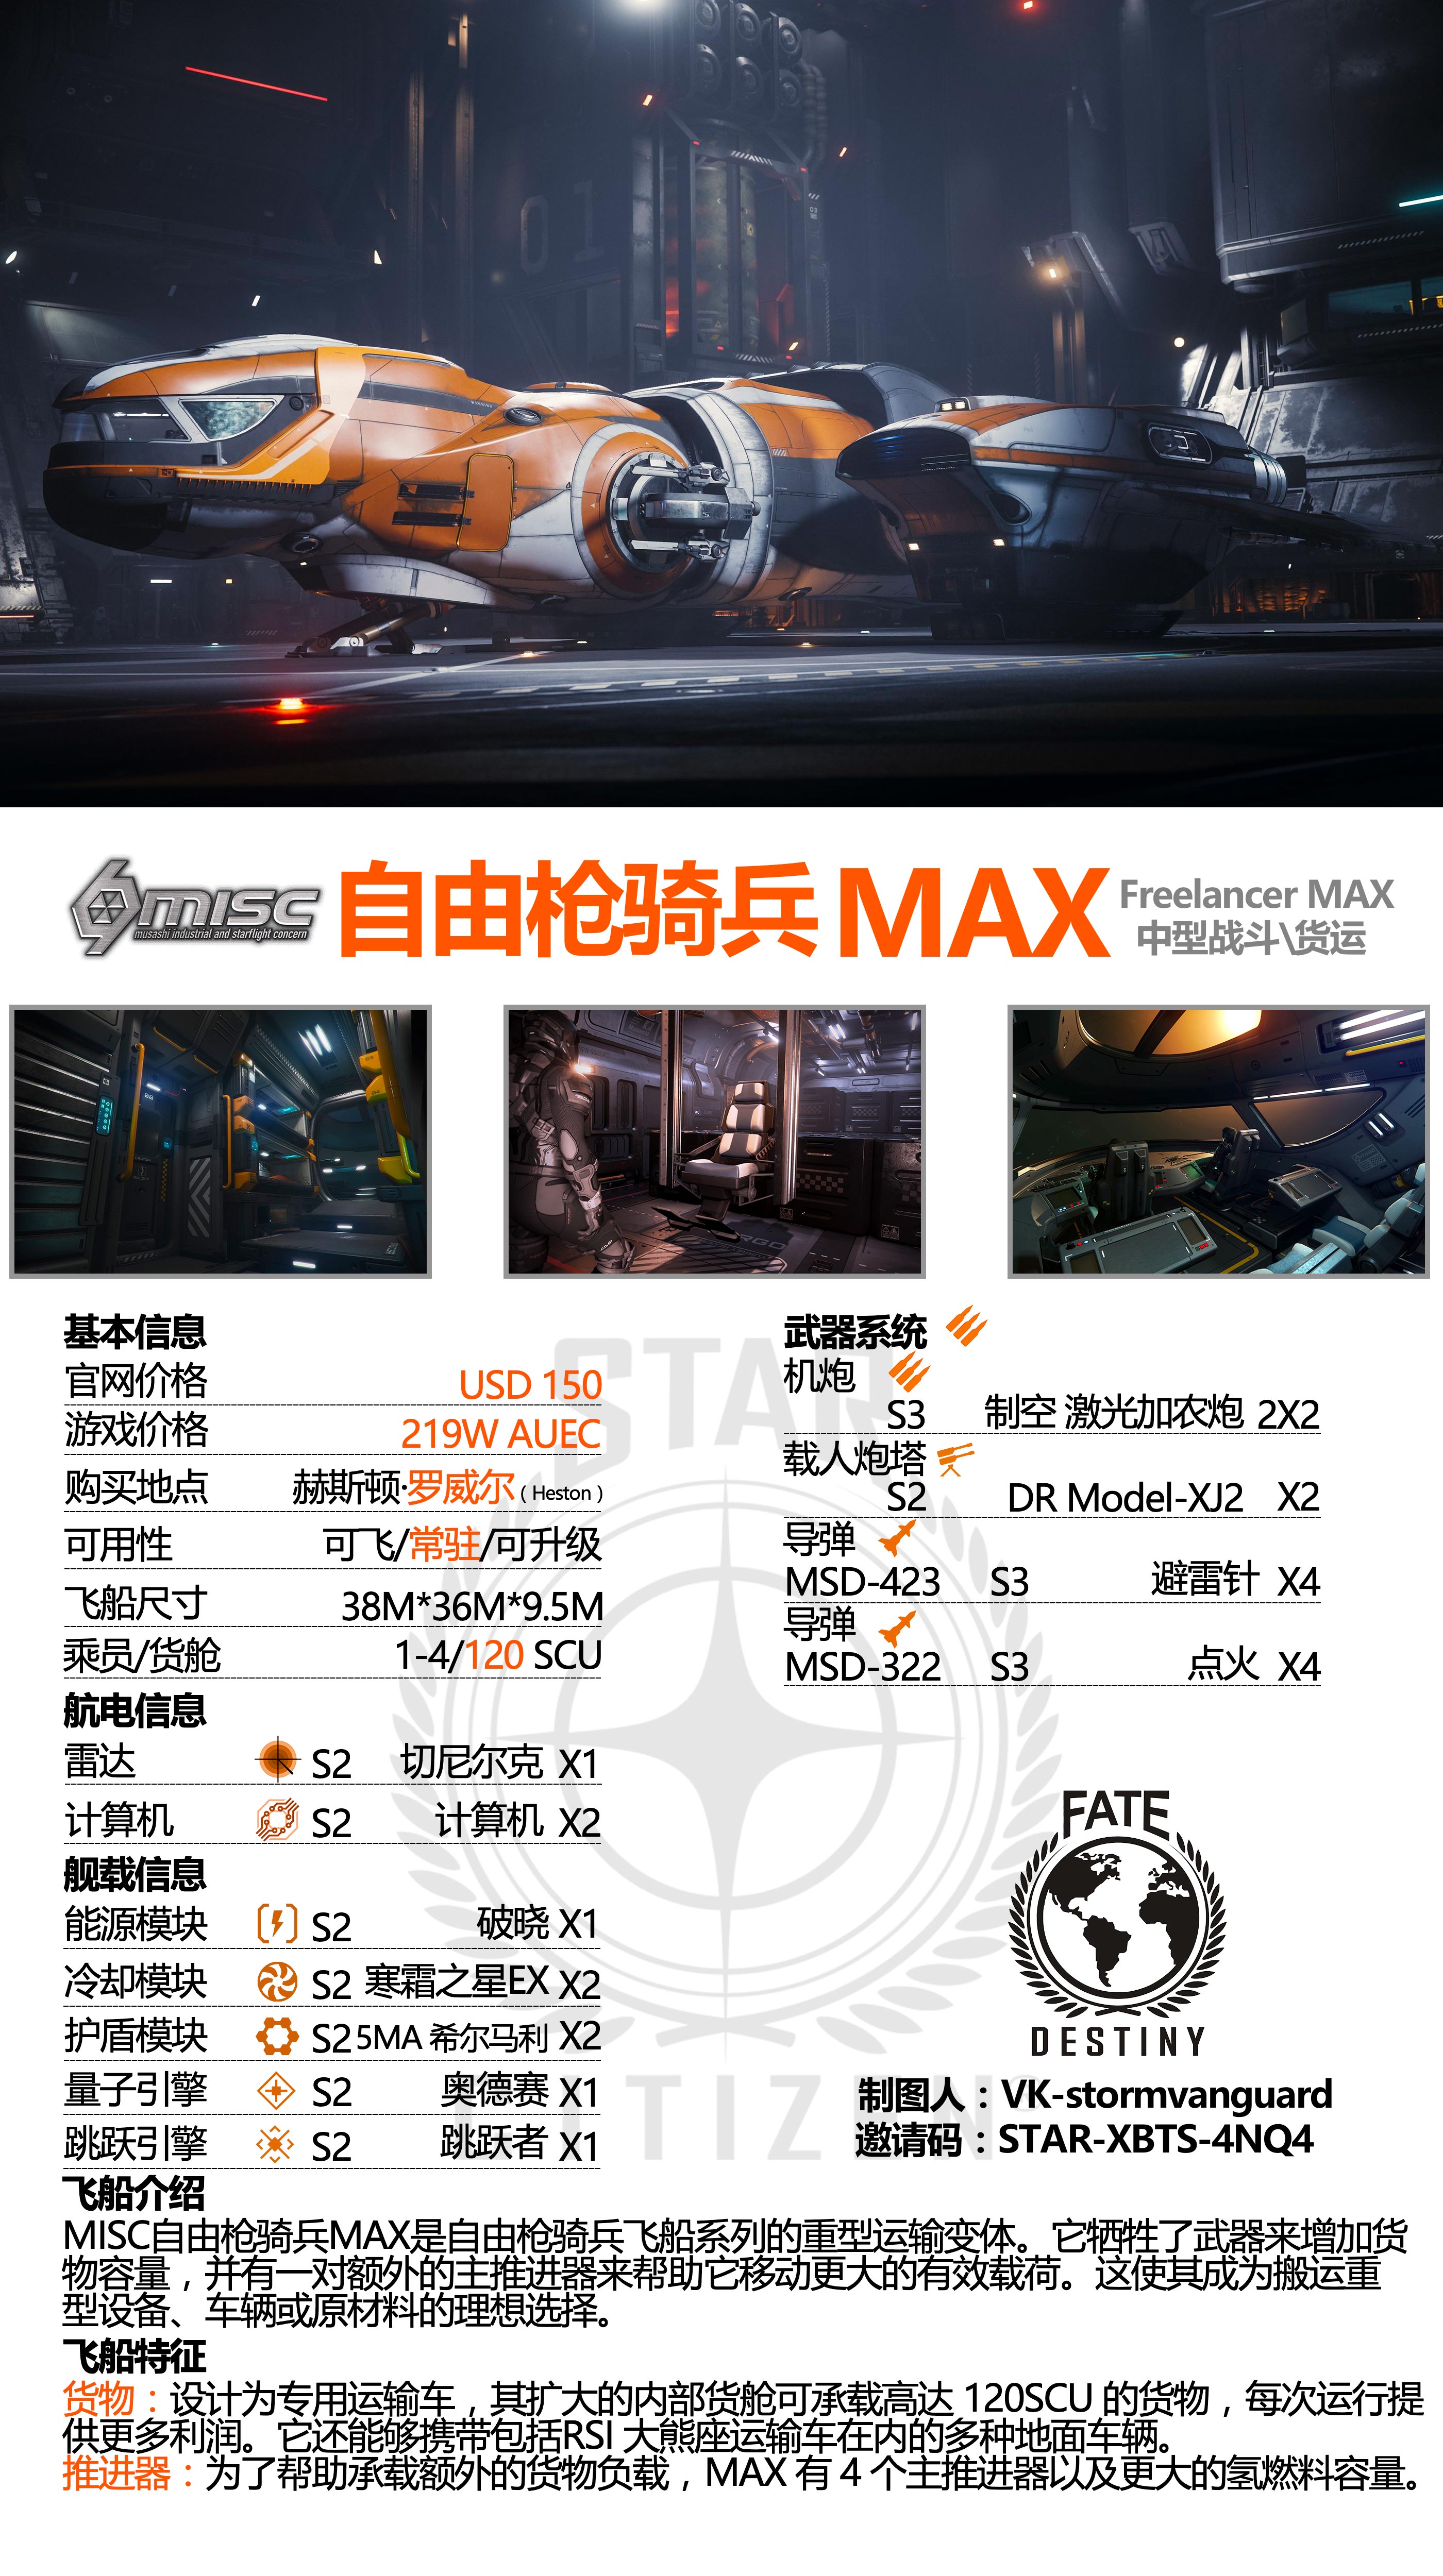 01
misc
musashi industrial and starflight concern
自由枪骑兵 MAX
Freelancer MAX
中型战斗\货运
CARGO
STAR
CITIZEN
基本信息
官网价格 USD 150
游戏价格 219W AUEC
购买地点 赫斯顿·罗威尔 ( Heston )
可用性 可飞/常驻/可升级
飞船尺寸 38M*36M*9.5M
乘员/货舱 1-4/120 SCU
航电信息
雷达 S2 切尼尔克 X1
计算机 S2 计算机 X2
舰载信息
能源模块 S2 破晓 X1
冷却模块 S2 寒霜之星EX X2
护盾模块 S2 5MA 希尔马利 X2
量子引擎 S2 奥德赛 X1
跳跃引擎 S2 跳跃者 X1
武器系统
机炮
S3 制空 激光加农炮 2X2
载人炮塔
S2 DR Model-XJ2 X2
导弹
MSD-423 S3 避雷针 X4
导弹
MSD-322 S3 点火 X4
FATE
DESTINY
制图人：VK-stormvanguard
邀请码：STAR-XBTS-4NQ4
飞船介绍
MISC自由枪骑兵MAX是自由枪骑兵飞船系列的重型运输变体。它牺牲了武器来增加货
物容量，并有一对额外的主推进器来帮助它移动更大的有效载荷。这使其成为搬运重
型设备、车辆或原材料的理想选择。
飞船特征
货物：设计为专用运输车，其扩大的内部货舱可承载高达 120SCU 的货物，每次运行提
供更多利润。它还能够携带包括RSI 大熊座运输车在内的多种地面车辆。
推进器：为了帮助承载额外的货物负载，MAX 有 4 个主推进器以及更大的氢燃料容量。